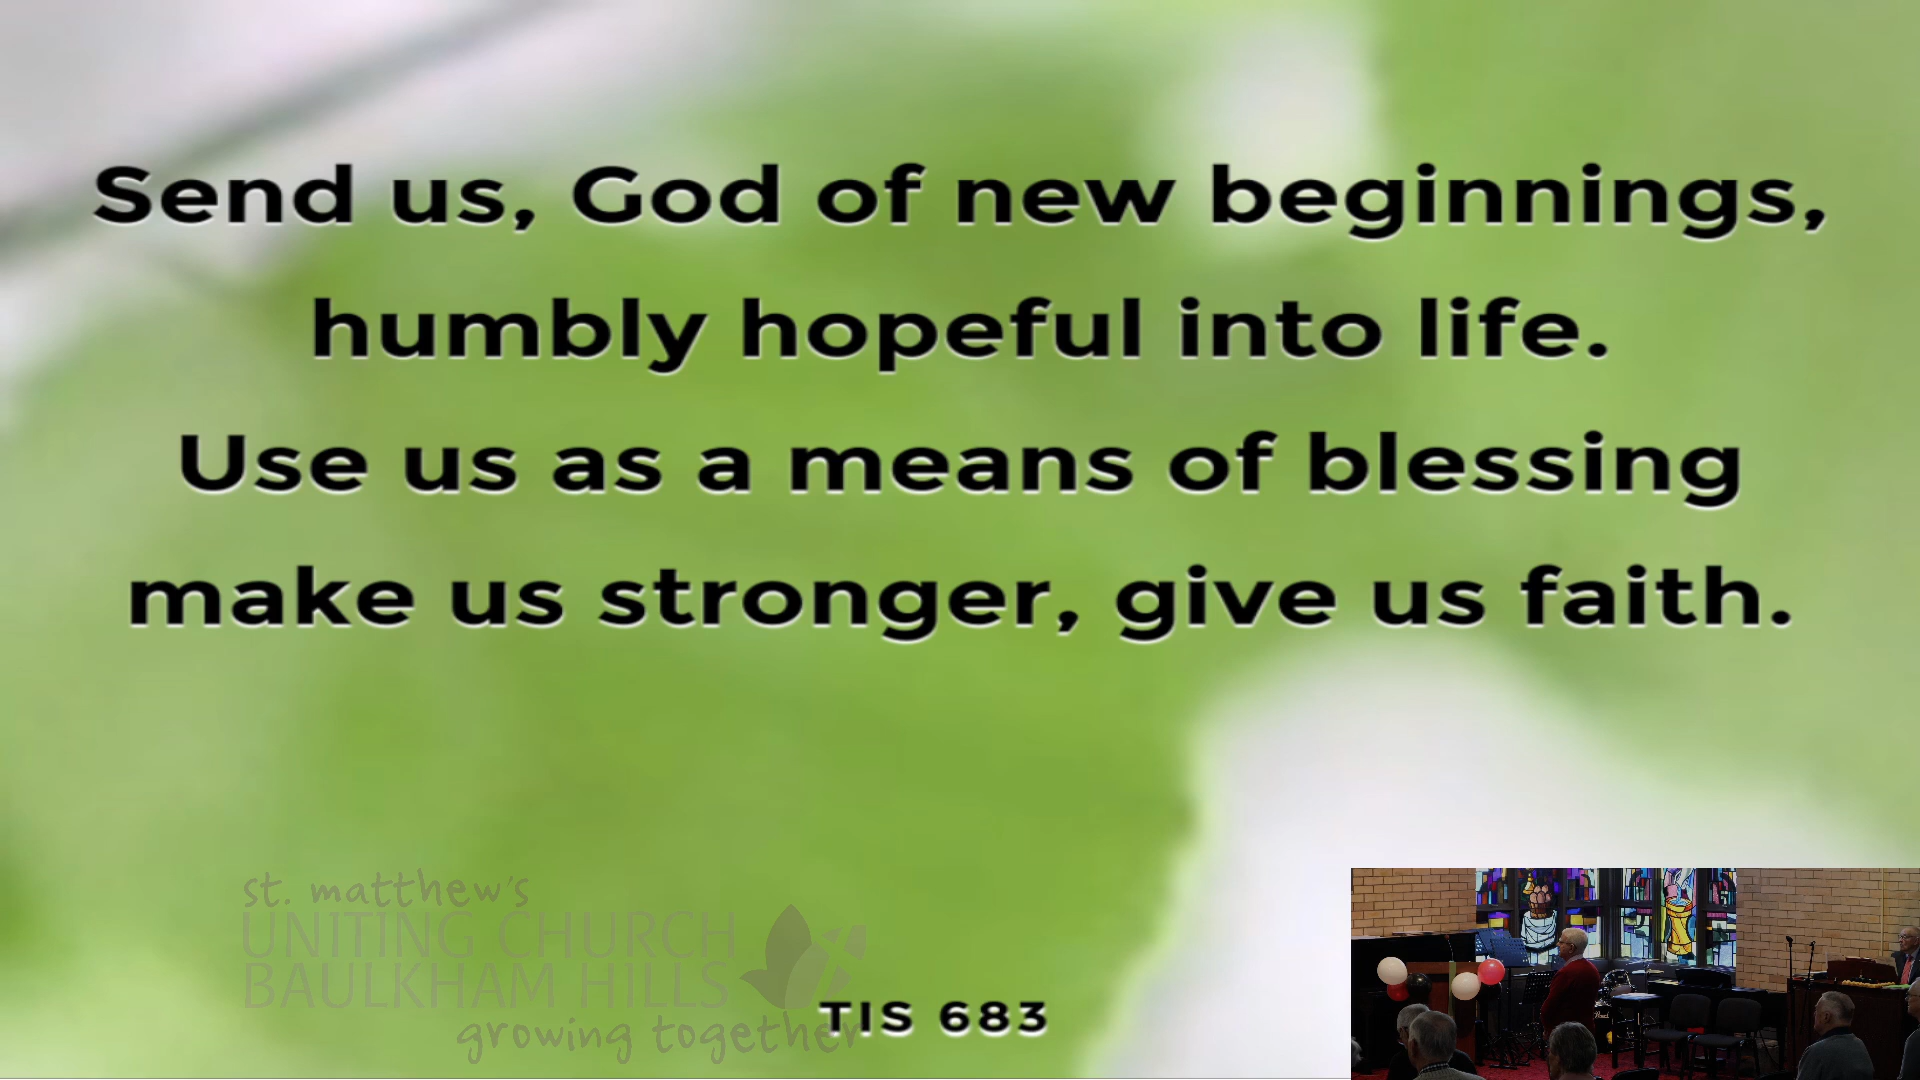 Send us, God of new beginnings,
humbly hopeful into life.
Use us as a means of blessing
make us stronger, give us faith.
st. matthew's
UNITING CHURCH
BAULKHAM HILLS
growing together
TIS 683